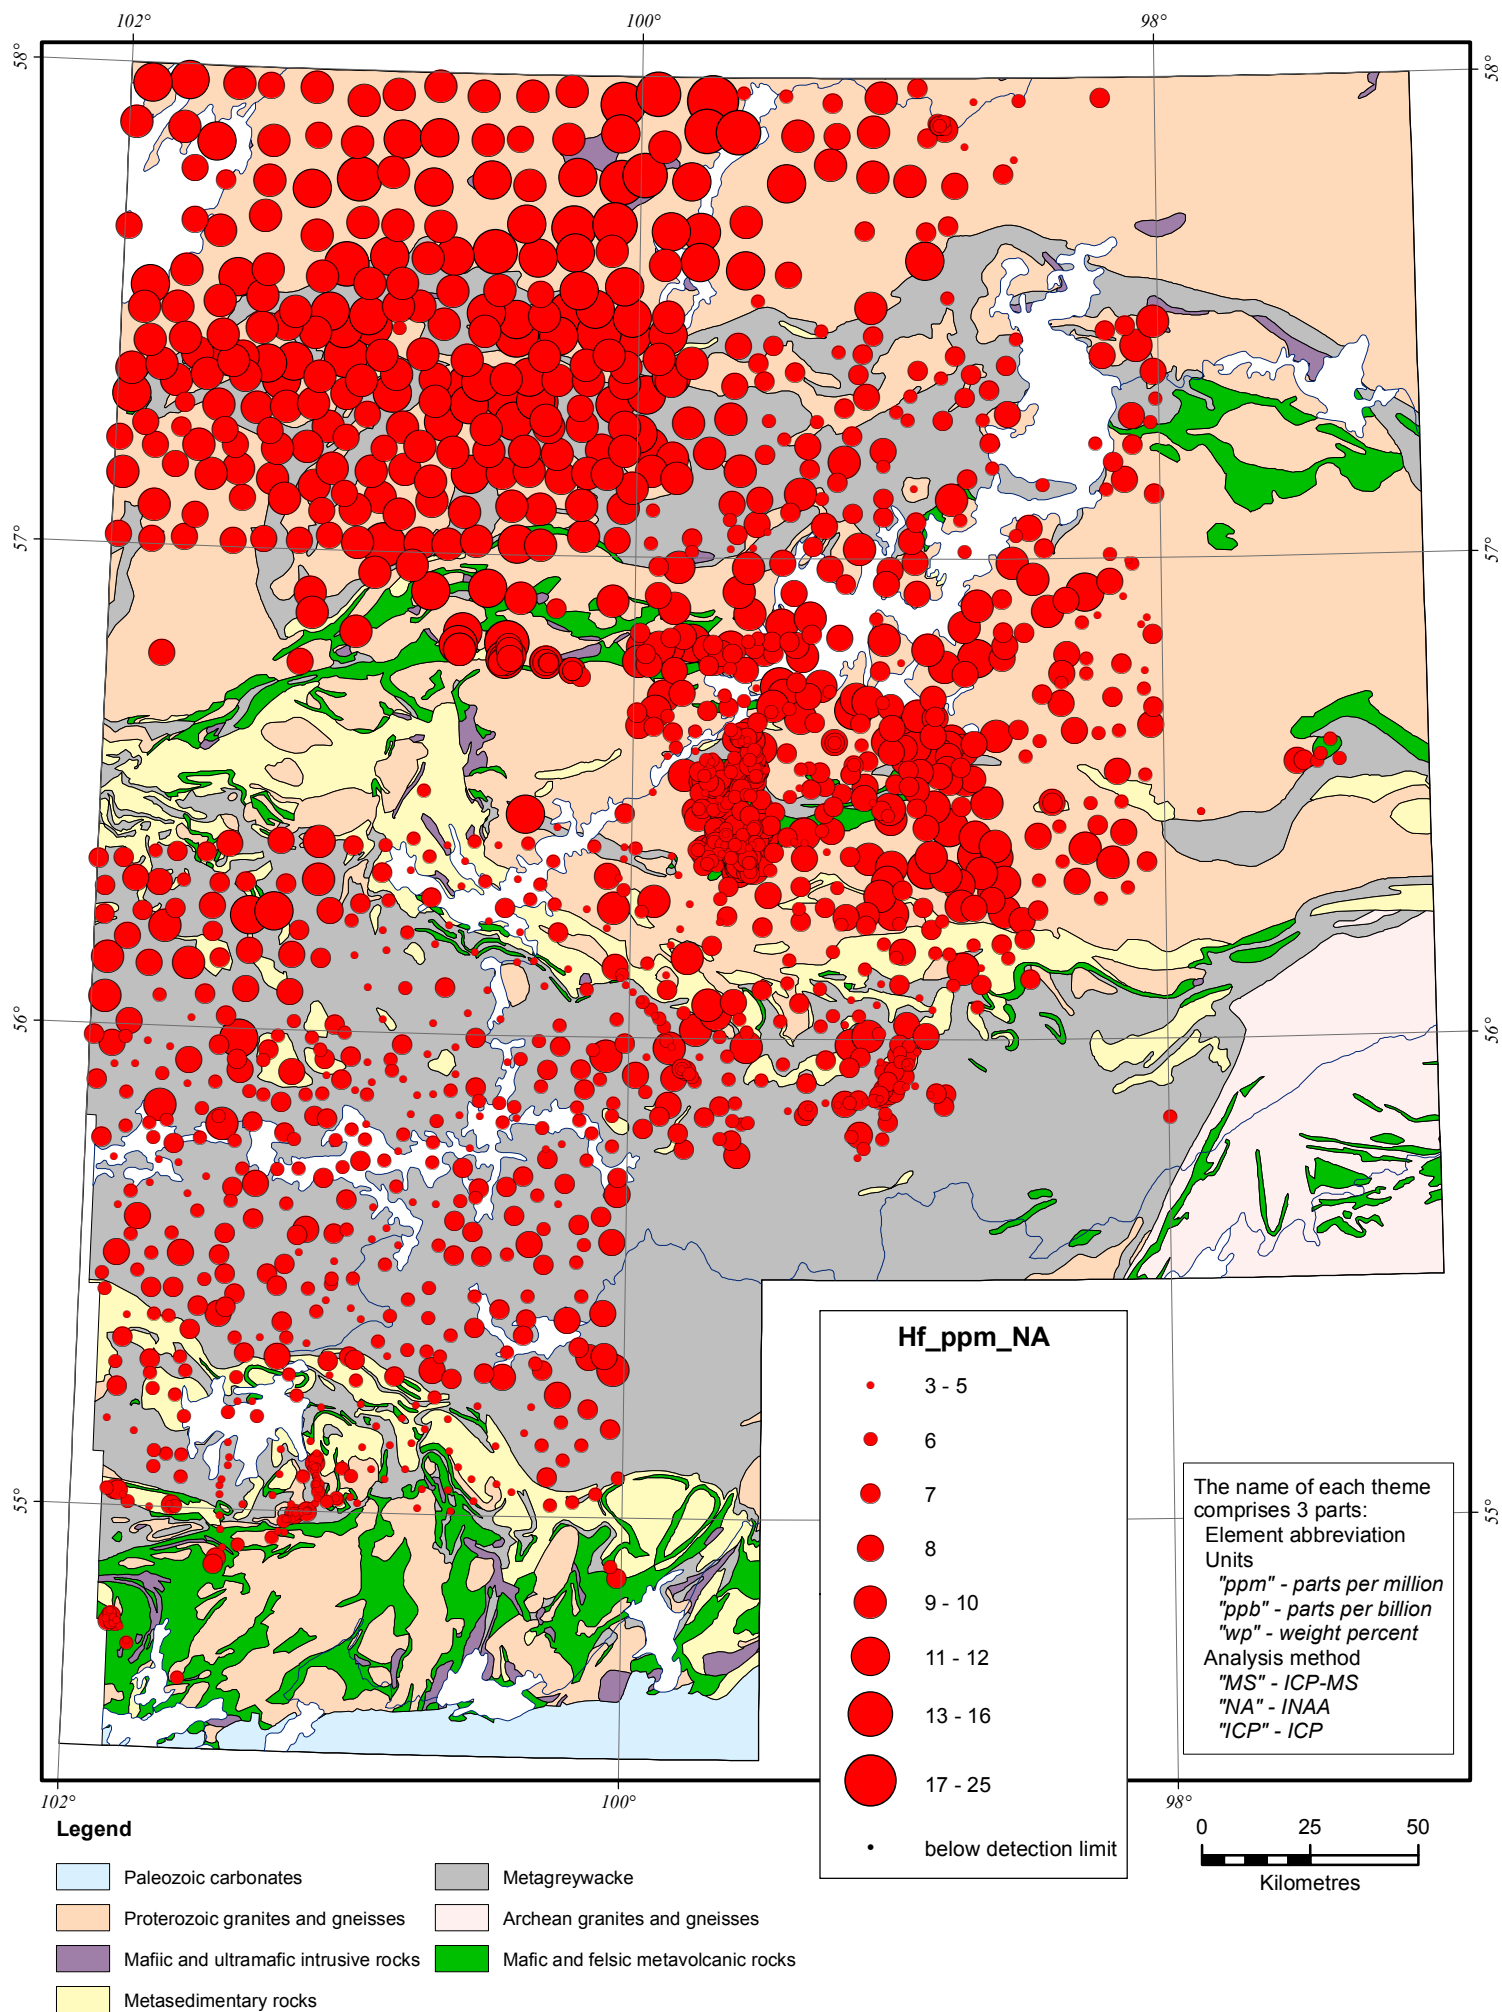 102°
100°
98°
58°
58°
57°
57°
56°
56°
55°
55°
Hf_ppm_NA
3 - 5
6
7
8
9 - 10
11 - 12
13 - 16
17 - 25
below detection limit
The name of each theme
comprises 3 parts:
Element abbreviation
Units
"ppm" - parts per million
"ppb" - parts per billion
"wp" - weight percent
Analysis method
"MS" - ICP-MS
"NA" - INAA
"ICP" - ICP
102°
100°
98°
Legend
Paleozoic carbonates
Proterozoic granites and gneisses
Mafiic and ultramafic intrusive rocks
Metasedimentary rocks
Metagreywacke
Archean granites and gneisses
Mafic and felsic metavolcanic rocks
0 25 50
Kilometres